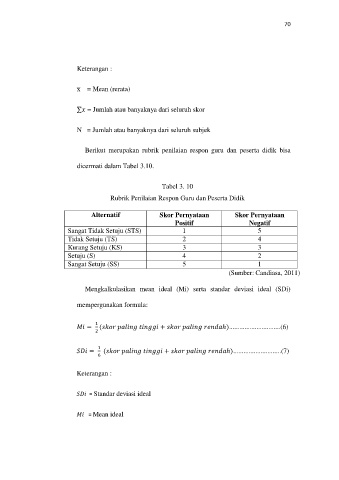 70
Keterangan :
x̄ = Mean (rerata)
∑x = Jumlah atau banyaknya dari seluruh skor
N = Jumlah atau banyaknya dari seluruh subjek
Berikut merupakan rubrik penilaian respon guru dan peserta didik bisa
dicermati dalam Tabel 3.10.
Tabel 3. 10
Rubrik Penilaian Respon Guru dan Peserta Didik
Alternatif Skor Pernyataan Positif Skor Pernyataan Negatif
Sangat Tidak Setuju (STS) 1 5
Tidak Setuju (TS) 2 4
Kurang Setuju (KS) 3 3
Setuju (S) 4 2
Sangat Setuju (SS) 5 1
(Sumber: Candiasa, 2011)
Mengkalkulasikan mean ideal (Mi) serta standar deviasi ideal (SDi)
mempergunakan formula:
Mi = 1/2 (skor paling tinggi + skor paling rendah)............................(6)
SDi = 1/6 (skor paling tinggi + skor paling rendah)..........................(7)
Keterangan :
SDi = Standar deviasi ideal
Mi = Mean ideal